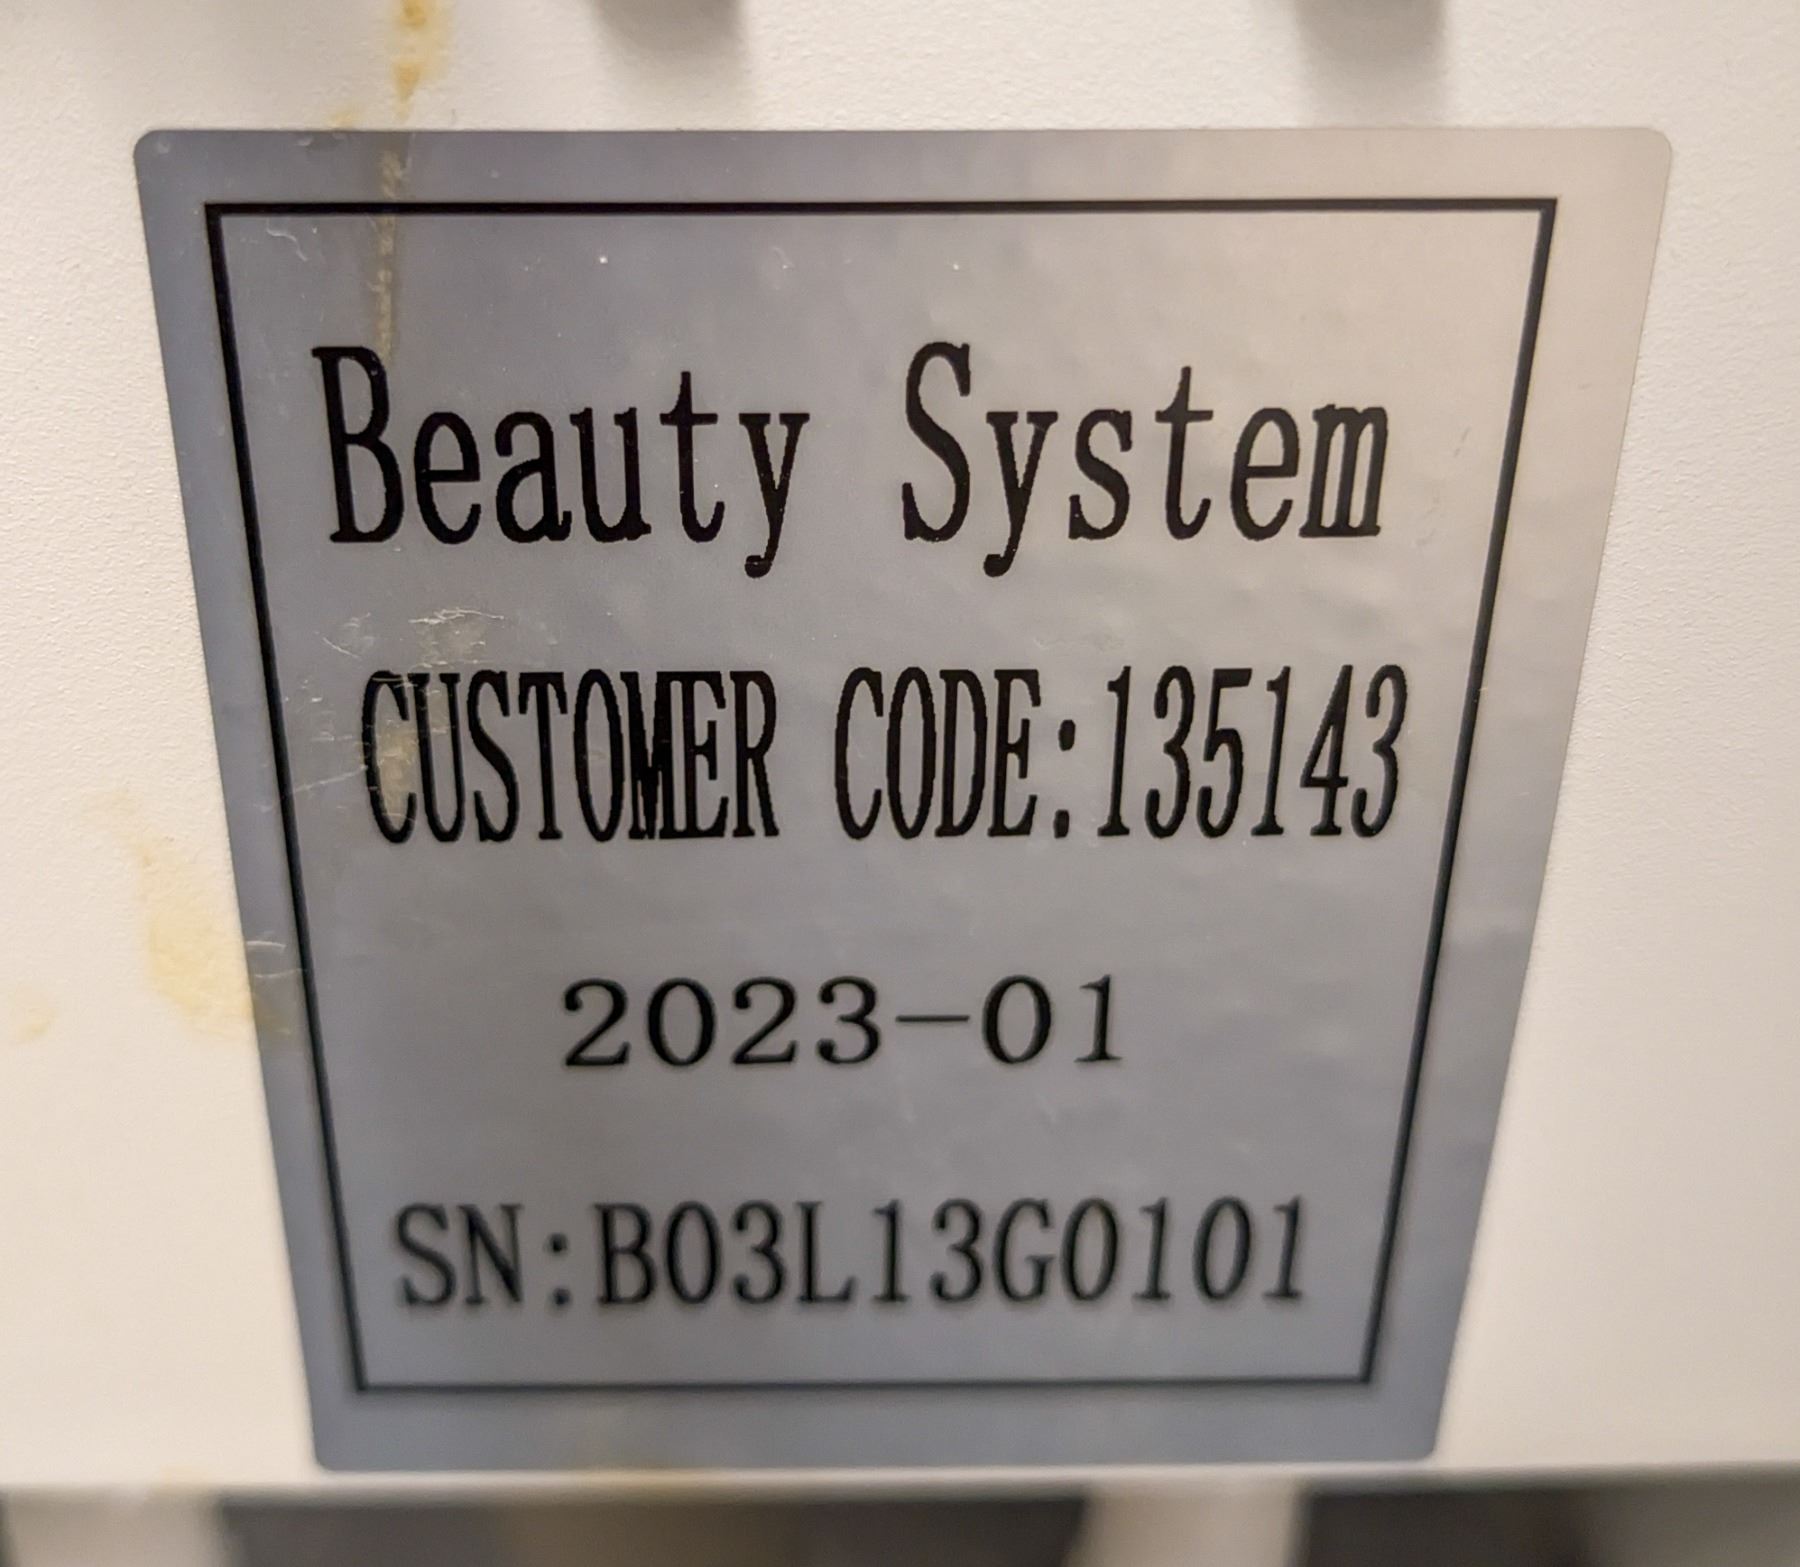 Beauty System
CUSTOMER CODE:135143
2023-01
SN:B03L13G0101